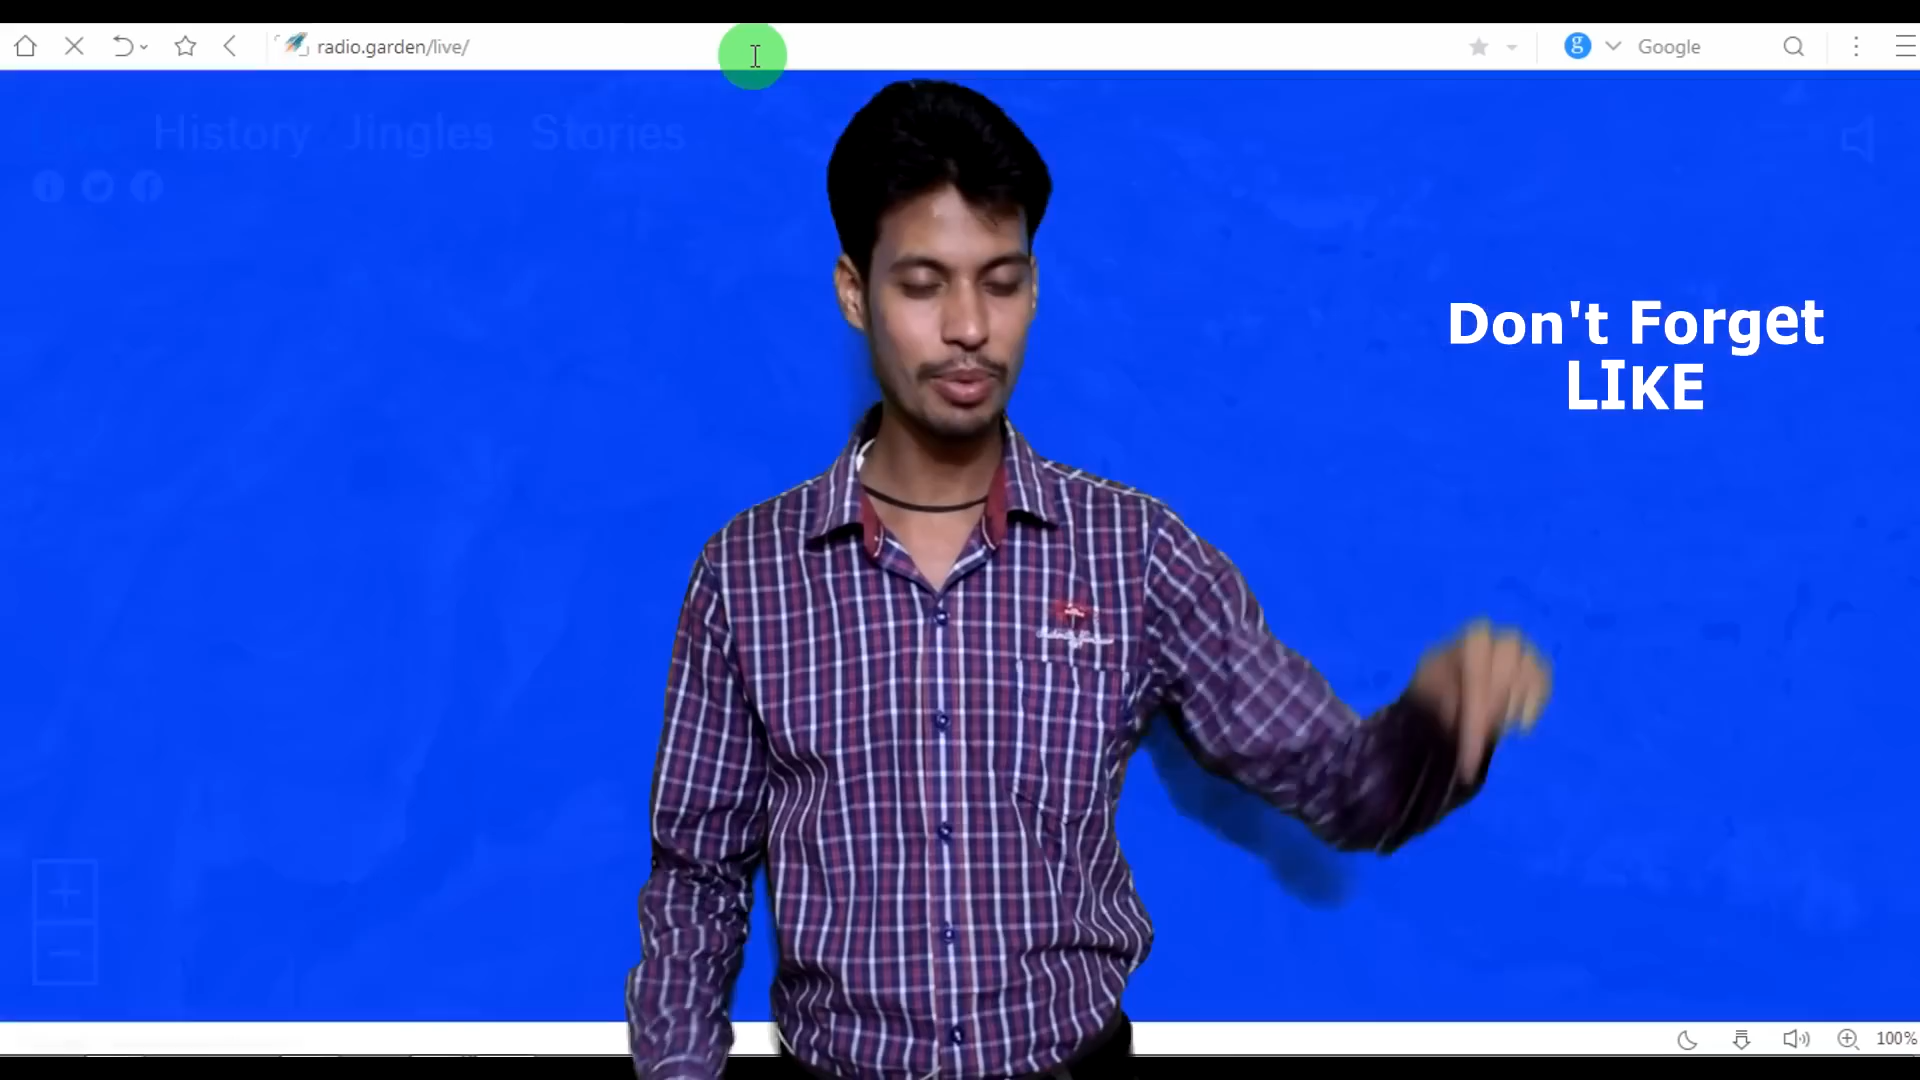 radio.garden/live/
Google
History Jingles Stories
Don't Forget
LIKE
100%